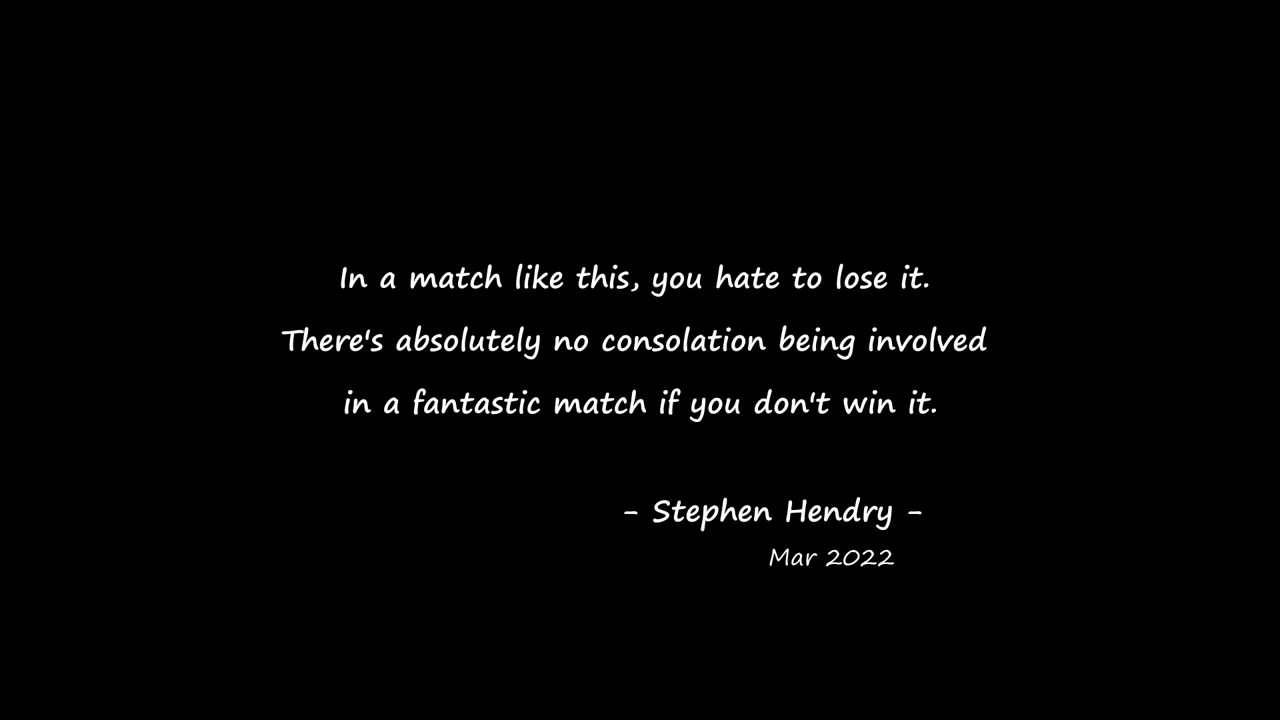 In a match like this, you hate to lose it.
There's absolutely no consolation being involved
in a fantastic match if you don't win it.
- Stephen Hendry -
Mar 2022